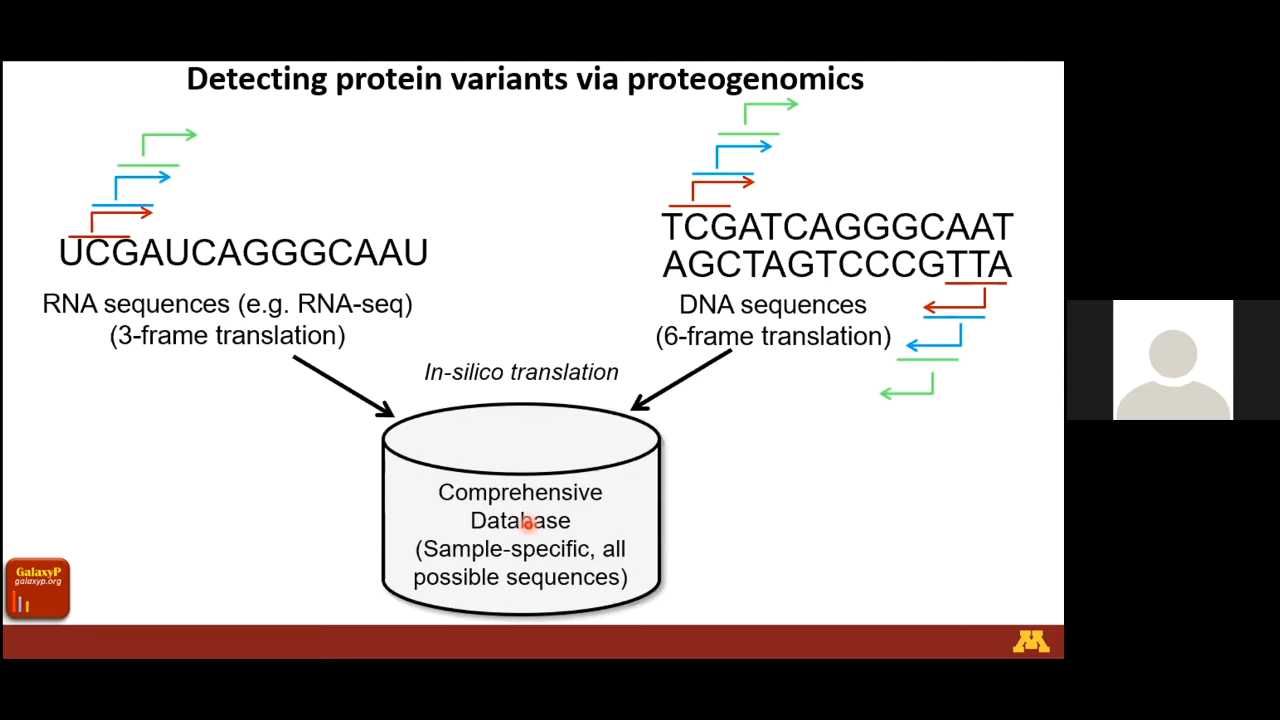 Detecting protein variants via proteogenomics
UCGAUCAGGGCAAU
RNA sequences (e.g. RNA-seq)
(3-frame translation)
TCGATCAGGGCAAT
AGCTAGTCCCGTTA
DNA sequences
(6-frame translation)
In-silico translation
Comprehensive
Database
(Sample-specific, all
possible sequences)
GalaxyP
galaxyp.org
M